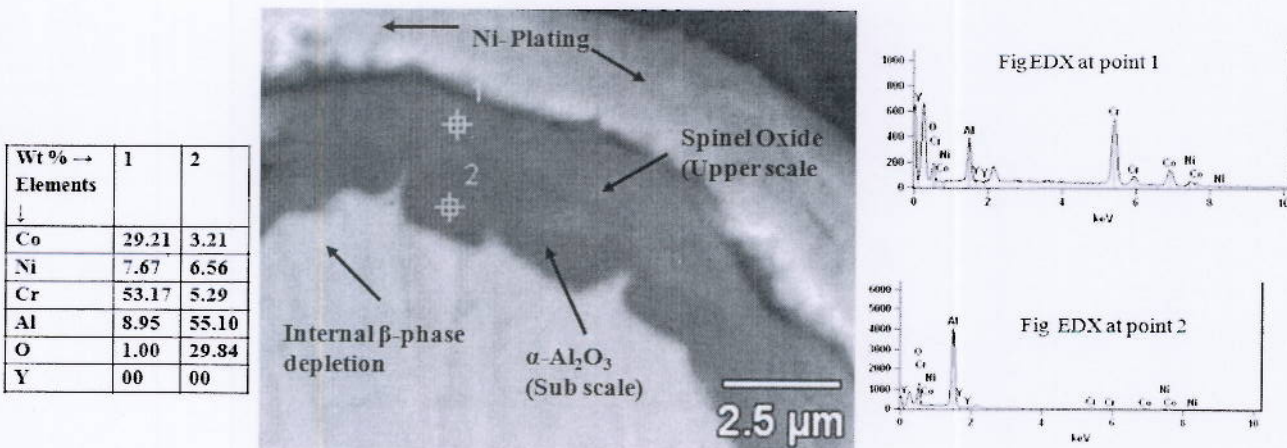 Wt % → 1 2
Elements
↓
Co 29.21 3.21
Ni 7.67 6.56
Cr 53.17 5.29
Al 8.95 55.10
O 1.00 29.84
Y 00 00
Ni-Plating
1
2
Spinel Oxide
(Upper scale
Internal β-phase
depletion
α-Al₂O₃
(Sub scale)
2.5 µm
Fig EDX at point 1
1000
800
600
400
200
0
Y
O
Cr
Ni
Co
Al
Y Y
Cr
Cr
Co
Ni
Co
Ni
0 2 4 6 8 10
keV
Fig EDX at point 2
6000
5000
4000
3000
2000
1000
0
Al
O
Cr
Ni
Y Co
Y
Y
Cr Cr Co
Ni
Co
Ni
0 2 4 6 8 10
keV